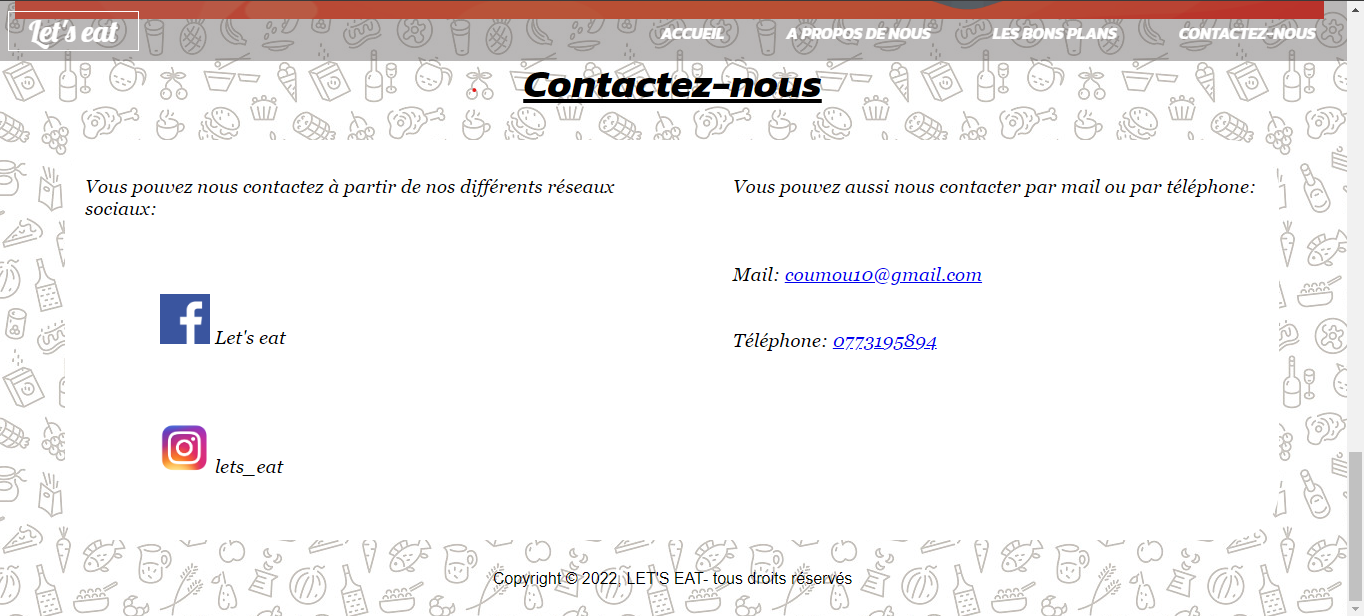 Let's eat
ACCUEIL
A PROPOS DE NOUS
LES BONS PLANS
CONTACTEZ-NOUS
Contactez-nous
Vous pouvez nous contactez à partir de nos différents réseaux
sociaux:
Let's eat
lets_eat
Vous pouvez aussi nous contacter par mail ou par téléphone:
Mail: coumou10@gmail.com
Téléphone: 0773195894
Copyright © 2022, LET'S EAT- tous droits réservés